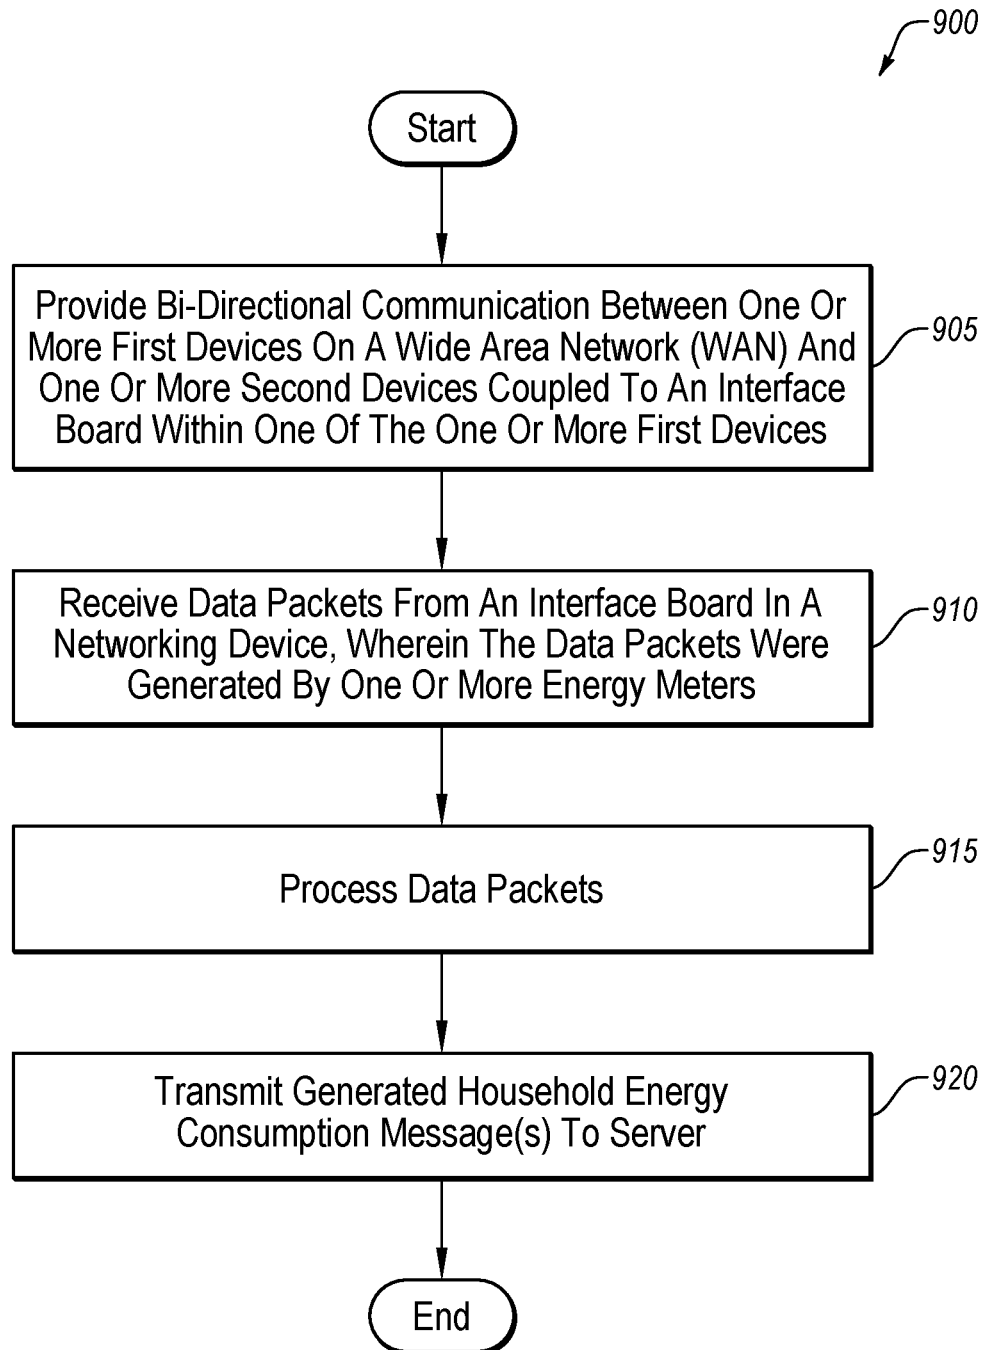 900
Start
Provide Bi-Directional Communication Between One Or
More First Devices On A Wide Area Network (WAN) And
One Or More Second Devices Coupled To An Interface
Board Within One Of The One Or More First Devices
905
Receive Data Packets From An Interface Board In A
Networking Device, Wherein The Data Packets Were
Generated By One Or More Energy Meters
910
Process Data Packets
915
Transmit Generated Household Energy
Consumption Message(s) To Server
920
End